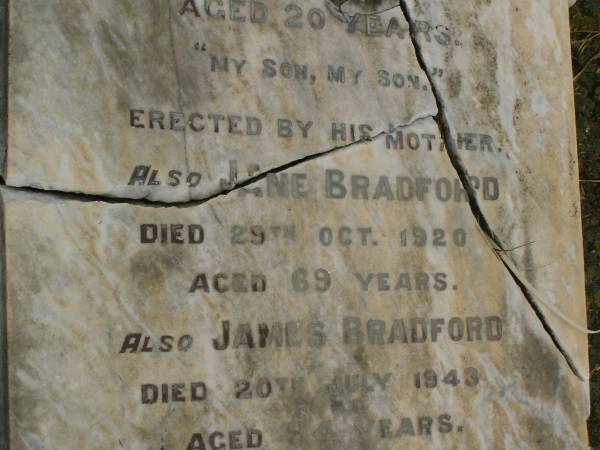 AGED 20 YEARS.
"MY SON, MY SON."
ERECTED BY HIS MOTHER.
ALSO JANE BRADFORD
DIED 29TH OCT. 1920
AGED 69 YEARS.
ALSO JAMES BRADFORD
DIED 20TH JULY 1943
AGED YEARS.